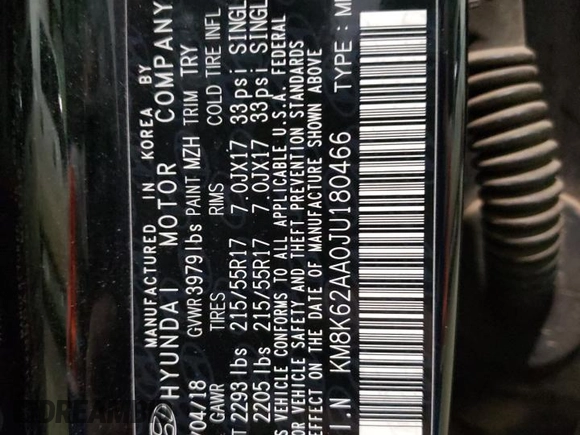 MANUFACTURED IN KOREA BY
HYUNDAI MOTOR COMPANY
/04/18 GVWR 3979 lbs PAINT MZH TRIM TRY
GAWR TIRES RIMS COLD TIRE INFL
T 2293 lbs 215/55R17 7.0JX17 33psi SINGL
2205 lbs 215/55R17 7.0JX17 33psi SINGL
S VEHICLE CONFORMS TO ALL APPLICABLE U.S.A. FEDERAL
R VEHICLE SAFETY AND THEFT PREVENTION STANDARDS
EFFECT ON THE DATE OF MANUFACTURE SHOWN ABOVE
I.N KM8K62AA0JU180466 TYPE : M